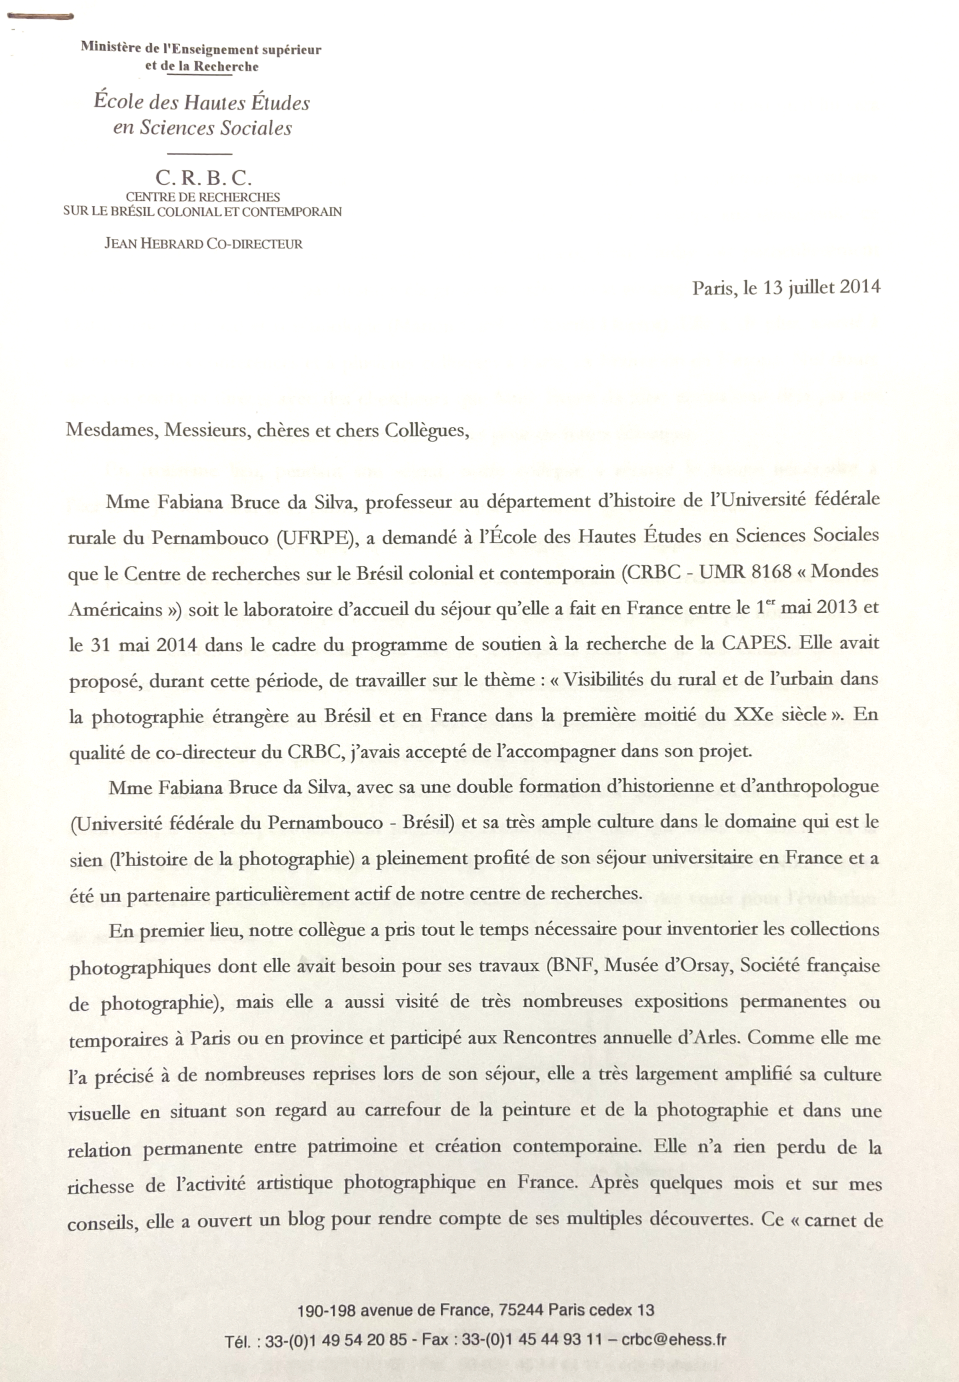 Ministère de l'Enseignement supérieur
et de la Recherche
École des Hautes Études
en Sciences Sociales
C. R. B. C.
CENTRE DE RECHERCHES
SUR LE BRÉSIL COLONIAL ET CONTEMPORAIN
JEAN HEBRARD CO-DIRECTEUR
Paris, le 13 juillet 2014
Mesdames, Messieurs, chères et chers Collègues,
Mme Fabiana Bruce da Silva, professeur au département d'histoire de l'Université fédérale
rurale du Pernambouco (UFRPE), a demandé à l'École des Hautes Études en Sciences Sociales
que le Centre de recherches sur le Brésil colonial et contemporain (CRBC - UMR 8168 « Mondes
Américains ») soit le laboratoire d'accueil du séjour qu'elle a fait en France entre le 1er mai 2013 et
le 31 mai 2014 dans le cadre du programme de soutien à la recherche de la CAPES. Elle avait
proposé, durant cette période, de travailler sur le thème : « Visibilités du rural et de l'urbain dans
la photographie étrangère au Brésil et en France dans la première moitié du XXe siècle ». En
qualité de co-directeur du CRBC, j'avais accepté de l'accompagner dans son projet.
Mme Fabiana Bruce da Silva, avec sa une double formation d'historienne et d'anthropologue
(Université fédérale du Pernambouco - Brésil) et sa très ample culture dans le domaine qui est le
sien (l'histoire de la photographie) a pleinement profité de son séjour universitaire en France et a
été un partenaire particulièrement actif de notre centre de recherches.
En premier lieu, notre collègue a pris tout le temps nécessaire pour inventorier les collections
photographiques dont elle avait besoin pour ses travaux (BNF, Musée d'Orsay, Société française
de photographie), mais elle a aussi visité de très nombreuses expositions permanentes ou
temporaires à Paris ou en province et participé aux Rencontres annuelle d'Arles. Comme elle me
l'a précisé à de nombreuses reprises lors de son séjour, elle a très largement amplifié sa culture
visuelle en situant son regard au carrefour de la peinture et de la photographie et dans une
relation permanente entre patrimoine et création contemporaine. Elle n'a rien perdu de la
richesse de l'activité artistique photographique en France. Après quelques mois et sur mes
conseils, elle a ouvert un blog pour rendre compte de ses multiples découvertes. Ce « carnet de
190-198 avenue de France, 75244 Paris cedex 13
Tél. : 33-(0)1 49 54 20 85 - Fax : 33-(0)1 45 44 93 11 – crbc@ehess.fr